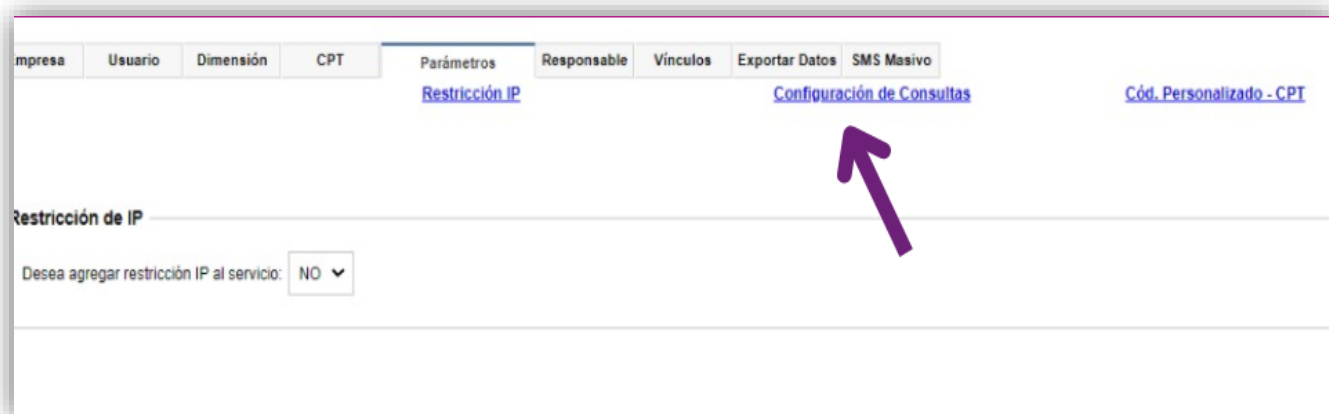 mpresa Usuario Dimensión CPT Parámetros Responsable Vínculos Exportar Datos SMS Masivo
Restricción IP Configuración de Consultas Cód. Personalizado - CPT
Restricción de IP
Desea agregar restricción IP al servicio: NO